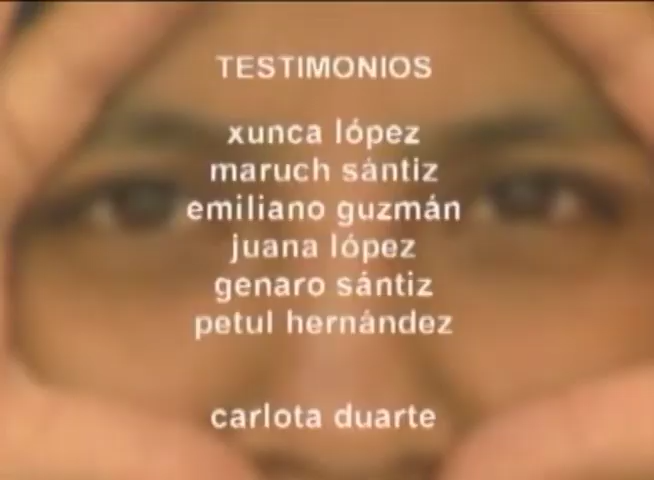 TESTIMONIOS
xunca lópez
maruch sántiz
emiliano guzmán
juana lópez
genaro sántiz
petul hernández
carlota duarte